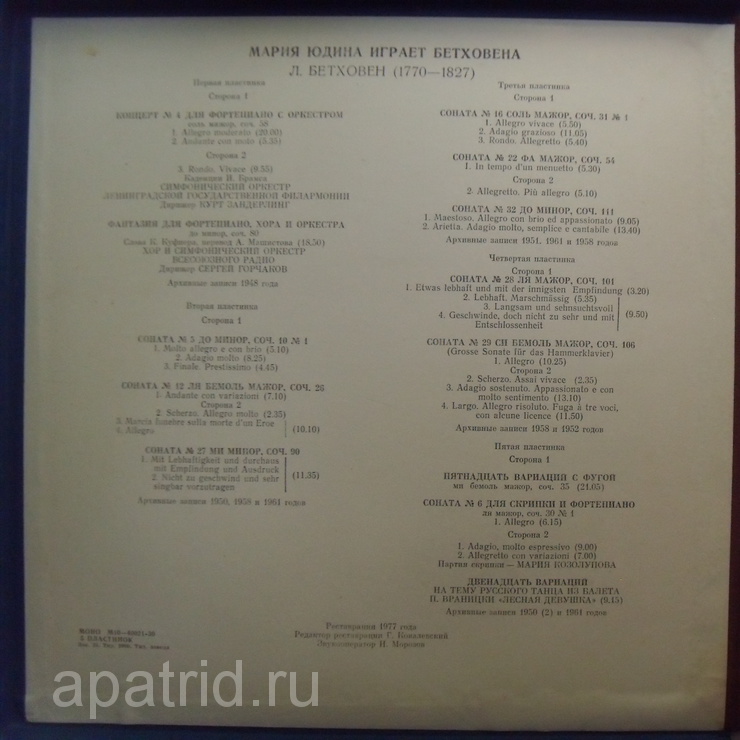 МАРИЯ ЮДИНА ИГРАЕТ БЕТХОВЕНА
Л. БЕТХОВЕН (1770—1827)
Первая пластинка
Сторона 1
КОНЦЕРТ № 4 ДЛЯ ФОРТЕПИАНО С ОРКЕСТРОМ
соль мажор, соч. 58
1. Allegro moderato (20.00)
2. Andante con moto (5.35)
Сторона 2
3. Rondo. Vivace (9.55)
Каденции И. Брамса
СИМФОНИЧЕСКИЙ ОРКЕСТР
ЛЕНИНГРАДСКОЙ ГОСУДАРСТВЕННОЙ ФИЛАРМОНИИ
Дирижер КУРТ ЗАНДЕРЛИНГ
ФАНТАЗИЯ ДЛЯ ФОРТЕПИАНО, ХОРА И ОРКЕСТРА
до минор, соч. 80
Слова К. Куфнера, перевод А. Машистова (18.50)
ХОР И СИМФОНИЧЕСКИЙ ОРКЕСТР
ВСЕСОЮЗНОГО РАДИО
Дирижер СЕРГЕЙ ГОРЧАКОВ
Архивные записи 1948 года
Вторая пластинка
Сторона 1
СОНАТА № 5 ДО МИНОР, СОЧ. 10 № 1
1. Molto allegro e con brio (5.10)
2. Adagio molto (8.25)
3. Finale. Prestissimo (4.45)
СОНАТА № 12 ЛЯ БЕМОЛЬ МАЖОР, СОЧ. 26
1. Andante con variazioni (7.10)
Сторона 2
2. Scherzo. Allegro molto (2.35)
3. Marcia funebre sulla morte d'un Eroe
4. Allegro
(10.10)
СОНАТА № 27 МИ МИНОР, СОЧ. 90
1. Mit Lebhaftigkeit und durchaus
mit Empfindung und Ausdruck
2. Nicht zu geschwind und sehr
singbar vorzutragen
(11.35)
Архивные записи 1950, 1958 и 1961 годов
Третья пластинка
Сторона 1
СОНАТА № 16 СОЛЬ МАЖОР, СОЧ. 31 № 1
1. Allegro vivace (5.50)
2. Adagio grazioso (11.05)
3. Rondo. Allegretto (5.40)
СОНАТА № 22 ФА МАЖОР, СОЧ. 54
1. In tempo d'un menuetto (5.30)
Сторона 2
2. Allegretto. Più allegro (5.10)
СОНАТА № 32 ДО МИНОР, СОЧ. 111
1. Maestoso. Allegro con brio ed appassionato (9.05)
2. Arietta. Adagio molto, semplice e cantabile (13.40)
Архивные записи 1951, 1961 и 1958 годов
Четвертая пластинка
Сторона 1
СОНАТА № 28 ЛЯ МАЖОР, СОЧ. 101
1. Etwas lebhaft und mit der innigsten Empfindung (3.20)
2. Lebhaft. Marschmässig (5.35)
3. Langsam und sehnsuchtsvoll
4. Geschwinde, doch nicht zu sehr und mit
Entschlossenheit
(9.50)
СОНАТА № 29 СИ БЕМОЛЬ МАЖОР, СОЧ. 106
(Grosse Sonate für das Hammerklavier)
1. Allegro (10.25)
Сторона 2
2. Scherzo. Assai vivace (2.35)
3. Adagio sostenuto. Appassionato e con
molto sentimento (13.10)
4. Largo. Allegro risoluto. Fuga a tre voci,
con alcune licence (11.50)
Архивные записи 1958 и 1952 годов
Пятая пластинка
Сторона 1
ПЯТНАДЦАТЬ ВАРИАЦИЙ С ФУГОЙ
ми бемоль мажор, соч. 35 (21.05)
СОНАТА № 6 ДЛЯ СКРИПКИ И ФОРТЕПИАНО
ля мажор, соч. 30 № 1
1. Allegro (6.15)
Сторона 2
1. Adagio, molto espressivo (9.00)
2. Allegretto con variazioni (7.00)
Партия скрипки — МАРИЯ КОЗОЛУПОВА
ДВЕНАДЦАТЬ ВАРИАЦИЙ
НА ТЕМУ РУССКОГО ТАНЦА ИЗ БАЛЕТА
П. ВРАНИЦКИ «ЛЕСНАЯ ДЕВУШКА» (9.15)
Архивные записи 1950 (2) и 1961 годов
Реставрация 1977 года
Редактор реставрации Г.
Звукооператор И. Морозов
МОНО
5 ПЛАСТИНОК
apatrid.ru